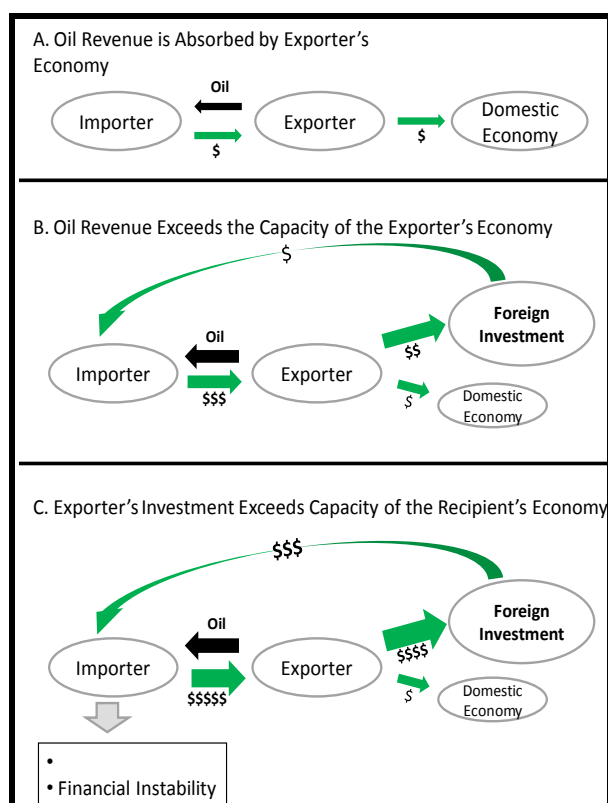 A. Oil Revenue is Absorbed by Exporter's
Economy
Oil
Importer
Exporter
Domestic
Economy
$
$
B. Oil Revenue Exceeds the Capacity of the Exporter's Economy
$
Foreign
Investment
Oil
$$
Importer
Exporter
$$$
$
Domestic
Economy
C. Exporter's Investment Exceeds Capacity of the Recipient's Economy
$$$
Foreign
Investment
Oil
Importer
Exporter
$$$$
$$$$$
$
Domestic
Economy
•
• Financial Instability